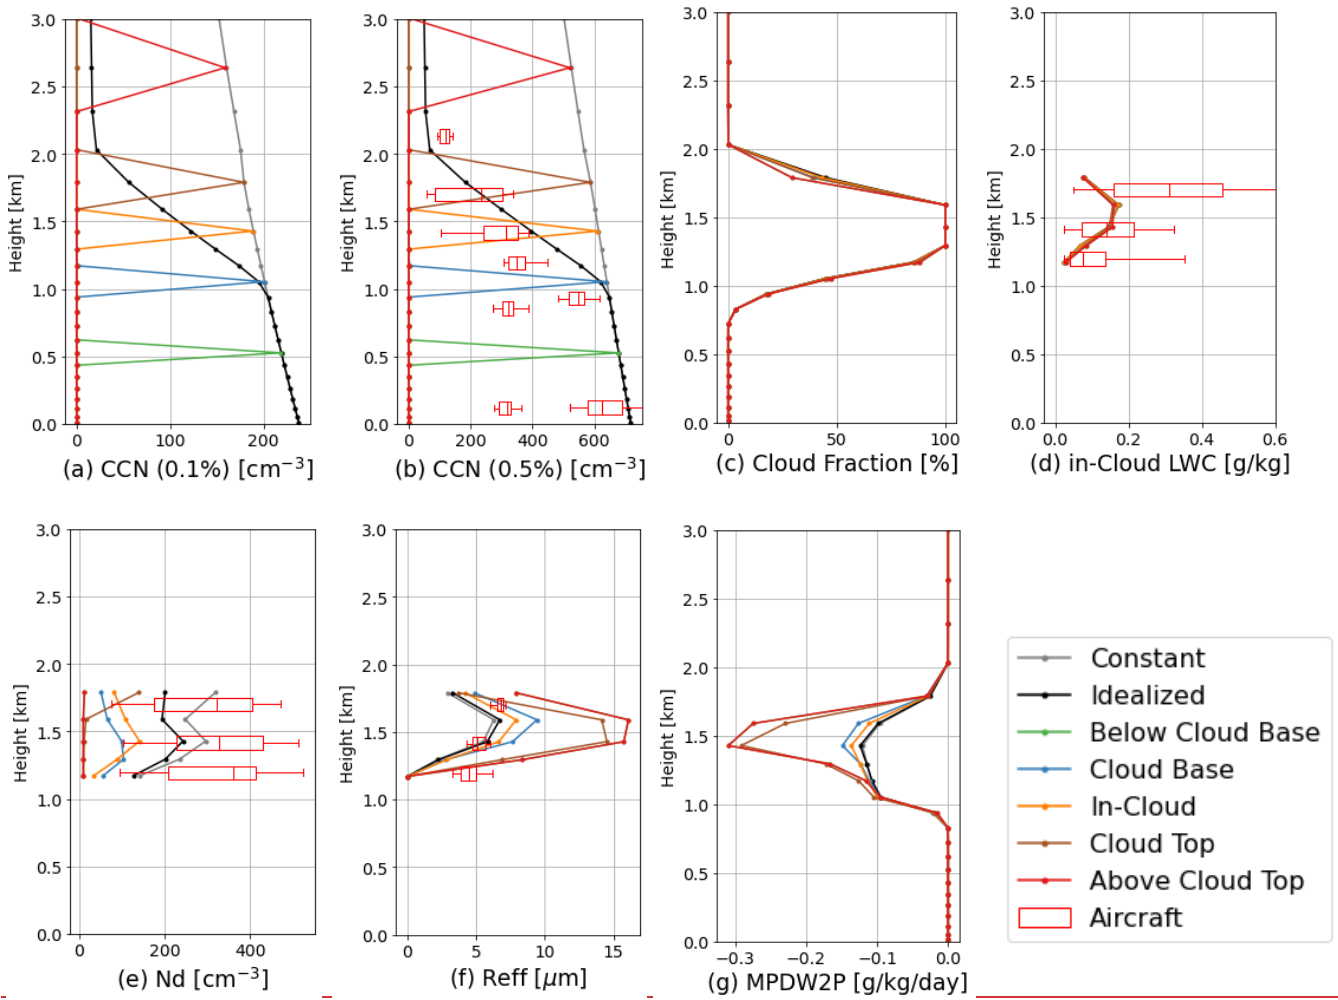 3.0
2.5
2.0
1.5
1.0
0.5
0.0
Height [km]
0 100 200
(a) CCN (0.1%) [cm⁻³]
3.0
2.5
2.0
1.5
1.0
0.5
0.0
Height [km]
0 200 400 600
(b) CCN (0.5%) [cm⁻³]
3.0
2.5
2.0
1.5
1.0
0.5
0.0
Height [km]
0 50 100
(c) Cloud Fraction [%]
3.0
2.5
2.0
1.5
1.0
0.5
0.0
Height [km]
0.0 0.2 0.4 0.6
(d) in-Cloud LWC [g/kg]
3.0
2.5
2.0
1.5
1.0
0.5
0.0
Height [km]
0 200 400
(e) Nd [cm⁻³]
3.0
2.5
2.0
1.5
1.0
0.5
0.0
Height [km]
0 5 10 15
(f) Reff [μm]
3.0
2.5
2.0
1.5
1.0
0.5
0.0
Height [km]
−0.3 −0.2 −0.1 0.0
(g) MPDW2P [g/kg/day]
Constant
Idealized
Below Cloud Base
Cloud Base
In-Cloud
Cloud Top
Above Cloud Top
Aircraft